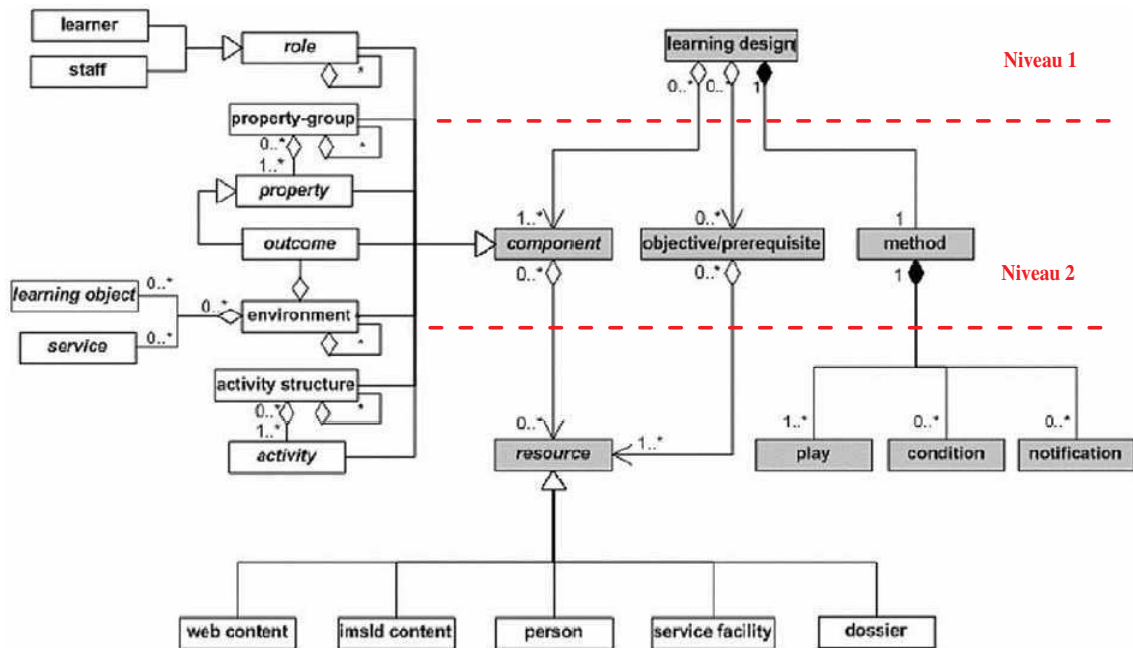 learner
staff
role
*
learning design
Niveau 1
0..*
0..*
1
property-group
0..*
*
1..*
property
1..*
0..*
1
outcome
component
objective/prerequisite
method
0..*
0..*
1
Niveau 2
learning object
0..*
0..*
environment
service
0..*
*
activity structure
0..*
*
1..*
activity
0..*
1..*
1..*
0..*
0..*
resource
play
condition
notification
web content
imsld content
person
service facility
dossier